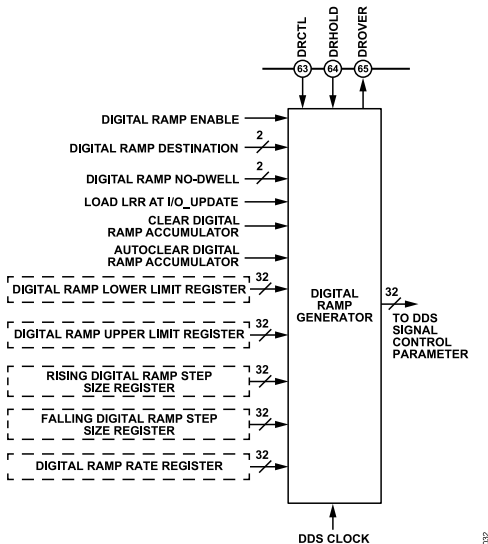 DRCTL
DRHOLD
DROVER
63
64
65
DIGITAL RAMP ENABLE
2
DIGITAL RAMP DESTINATION
2
DIGITAL RAMP NO-DWELL
LOAD LRR AT I/O_UPDATE
CLEAR DIGITAL
RAMP ACCUMULATOR
AUTOCLEAR DIGITAL
RAMP ACCUMULATOR
32
DIGITAL RAMP LOWER LIMIT REGISTER
32
DIGITAL RAMP UPPER LIMIT REGISTER
32
RISING DIGITAL RAMP STEP
SIZE REGISTER
32
FALLING DIGITAL RAMP STEP
SIZE REGISTER
32
DIGITAL RAMP RATE REGISTER
DIGITAL
RAMP
GENERATOR
32
TO DDS
SIGNAL
CONTROL
PARAMETER
DDS CLOCK
032